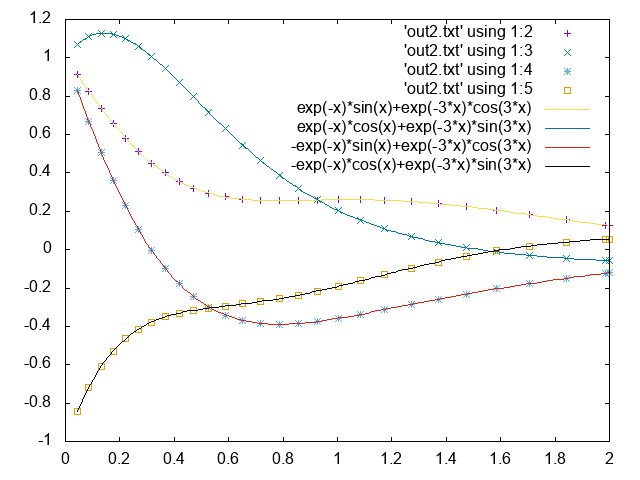 1.2
1
0.8
0.6
0.4
0.2
0
-0.2
-0.4
-0.6
-0.8
-1
0 0.2 0.4 0.6 0.8 1 1.2 1.4 1.6 1.8 2
'out2.txt' using 1:2
'out2.txt' using 1:3
'out2.txt' using 1:4
'out2.txt' using 1:5
exp(-x)*sin(x)+exp(-3*x)*cos(3*x)
exp(-x)*cos(x)+exp(-3*x)*sin(3*x)
-exp(-x)*sin(x)+exp(-3*x)*cos(3*x)
-exp(-x)*cos(x)+exp(-3*x)*sin(3*x)